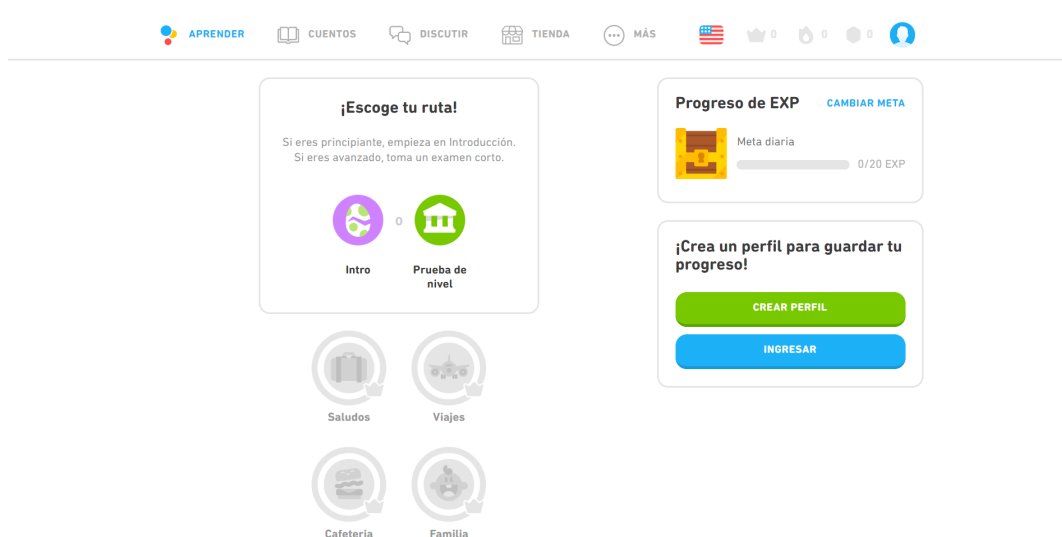 APRENDER
CUENTOS
DISCUTIR
TIENDA
MÁS
0
0
0
¡Escoge tu ruta!
Si eres principiante, empieza en Introducción.
Si eres avanzado, toma un examen corto.
o
Intro
Prueba de
nivel
Saludos
Viajes
Cafeteria
Familia
Progreso de EXP
CAMBIAR META
Meta diaria
0/20 EXP
¡Crea un perfil para guardar tu
progreso!
CREAR PERFIL
INGRESAR